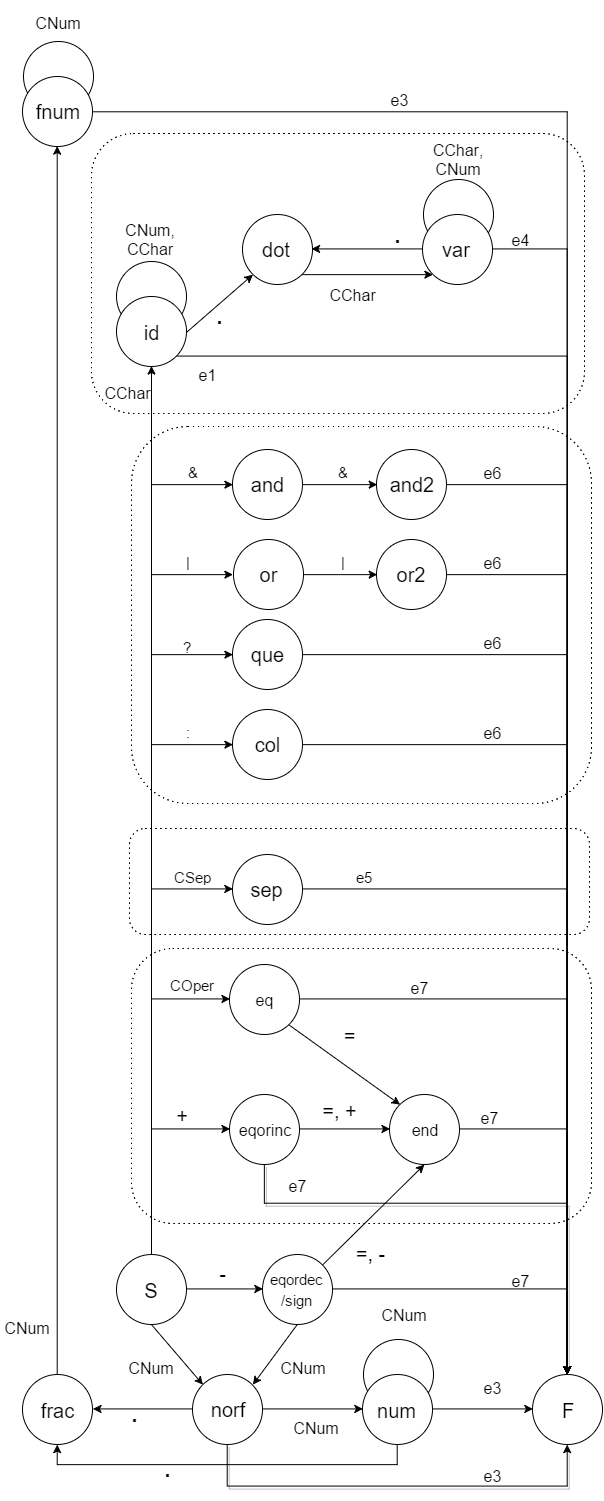 CNum
fnum
e3
CChar,
CNum
CNum,
CChar
dot
.
var
e4
CChar
id
.
e1
CChar
&
and
&
and2
e6
|
or
|
or2
e6
?
que
e6
:
col
e6
CSep
sep
e5
COper
eq
e7
=
+
eqorinc
=, +
end
e7
e7
=, -
S
-
eqordec
/sign
e7
CNum
CNum
CNum
CNum
frac
.
norf
CNum
num
e3
F
.
e3